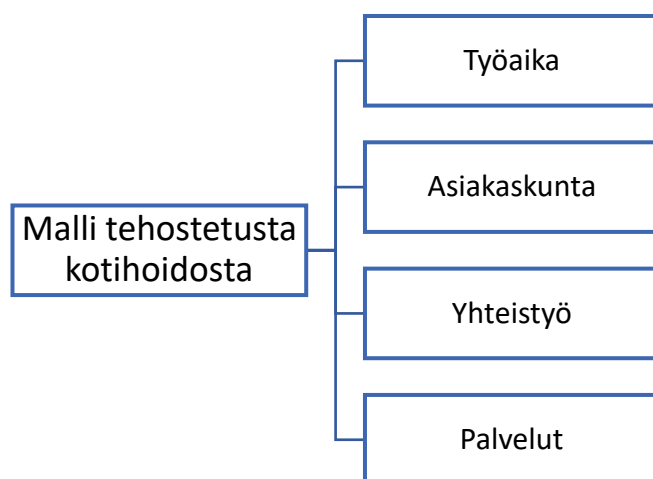 Malli tehostetusta
kotihoidosta
Työaika
Asiakaskunta
Yhteistyö
Palvelut